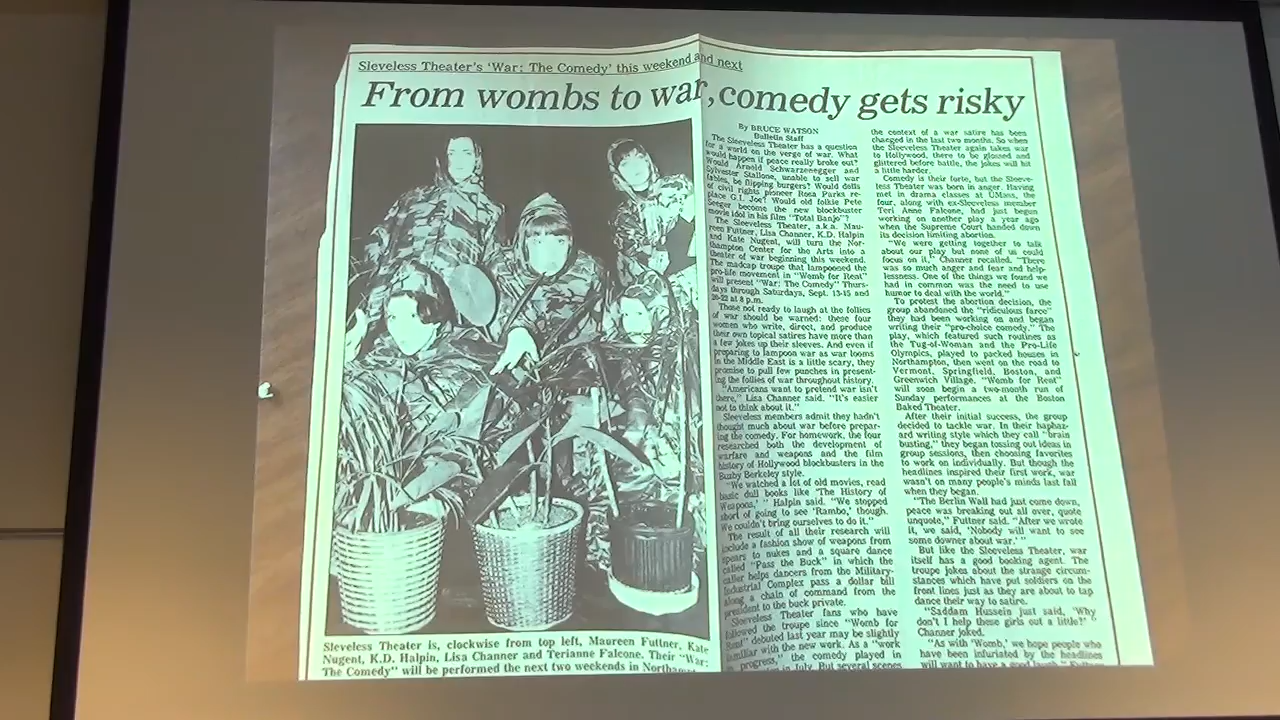 Sleveless Theater's 'War: The Comedy' this weekend and next
From wombs to war, comedy gets risky
By BRUCE WATSON
Bulletin Staff
The Sleeveless Theater has a question
for a world on the verge of war. What
would happen if peace really broke out?
Would Arnold Schwarzenegger and
Sylvester Stallone, unable to sell war
fables, be flipping burgers? Would dolls
of civil rights pioneer Rosa Parks re-
place G.I. Joe? Would old folkie Pete
Seeger become the new blockbuster
movie idol in his film "Total Banjo"?
The Sleeveless Theater, a.k.a. Mau-
reen Futtner, Lisa Channer, K.D. Halpin
and Kate Nugent, will turn the Nor-
thampton Center for the Arts into a
theater of war beginning this weekend.
The madcap troupe that lampooned the
pro-life movement in "Womb for Rent"
will present "War: The Comedy" Thurs-
days through Saturdays, Sept. 13-15 and
20-22 at 8 p.m.
Those not ready to laugh at the follies
of war should be warned: these four
women who write, direct, and produce
their own topical satires have more than
a few jokes up their sleeves. And even if
preparing to lampoon war as war looms
in the Middle East is a little scary, they
promise to pull few punches in present-
ing the follies of war throughout history.
"Americans want to pretend war isn't
there," Lisa Channer said. "It's easier
not to think about it."
Sleeveless members admit they hadn't
thought much about war before prepar-
ing the comedy. For homework, the four
researched both the development of
warfare and weapons and the film
history of Hollywood blockbusters in the
Busby Berkeley style.
"We watched a lot of old movies, read
basic dull books like 'The History of
Weapons,' " Halpin said. "We stopped
short of going to see 'Rambo,' though.
We couldn't bring ourselves to do it."
The result of all their research will
include a fashion show of weapons from
spears to nukes and a square dance
called "Pass the Buck" in which the
caller helps dancers from the Military-
Industrial Complex pass a dollar bill
along a chain of command from the
president to the buck private.
Sleeveless Theater fans who have
followed the troupe since "Womb for
Rent" debuted last year may be slightly
familiar with the new work. As a "work
in progress," the comedy played in
in July. But several scenes
the context of a war satire has been
changed in the last two months. So when
the Sleeveless Theater again takes war
to Hollywood, there to be glossed and
glittered before battle, the jokes will hit
a little harder.
Comedy is their forte, but the Sleeve-
less Theater was born in anger. Having
met in drama classes at UMass, the
four, along with ex-Sleeveless member
Teri Anne Falcone, had just begun
working on another play a year ago
when the Supreme Court handed down
its decision limiting abortion.
"We were getting together to talk
about our play but none of us could
focus on it," Channer recalled. "There
was so much anger and fear and help-
lessness. One of the things we found we
had in common was the need to use
humor to deal with the world."
To protest the abortion decision, the
group abandoned the "ridiculous farce"
they had been working on and began
writing their "pro-choice comedy." The
play, which featured such routines as
the Tug-of-Woman and the Pro-Life
Olympics, played to packed houses in
Northampton, then went on the road to
Vermont, Springfield, Boston, and
Greenwich Village. "Womb for Rent"
will soon begin a two-month run of
Sunday performances at the Boston
Baked Theater.
After their initial success, the group
decided to tackle war. In their haphaz-
ard writing style which they call "brain
busting," they began tossing out ideas in
group sessions, then choosing favorites
to work on individually. But though the
headlines inspired their first work, war
wasn't on many people's minds last fall
when they began.
"The Berlin Wall had just come down,
peace was breaking out all over, quote
unquote," Futtner said. "After we wrote
it, we said, 'Nobody will want to see
some downer about war.' "
But like the Sleeveless Theater, war
itself has a good booking agent. The
troupe jokes about the strange circum-
stances which have put soldiers on the
front lines just as they are about to tap
dance their way to satire.
"Saddam Hussein just said, 'Why
don't I help these girls out a little?' "
Channer joked.
"As with 'Womb,' we hope people who
have been infuriated by the headlines
will want to have a good laugh,"
Sleveless Theater is, clockwise from top left, Maureen Futtner, Kate
Nugent, K.D. Halpin, Lisa Channer and Terianne Falcone. Their "War:
The Comedy" will be performed the next two weekends in